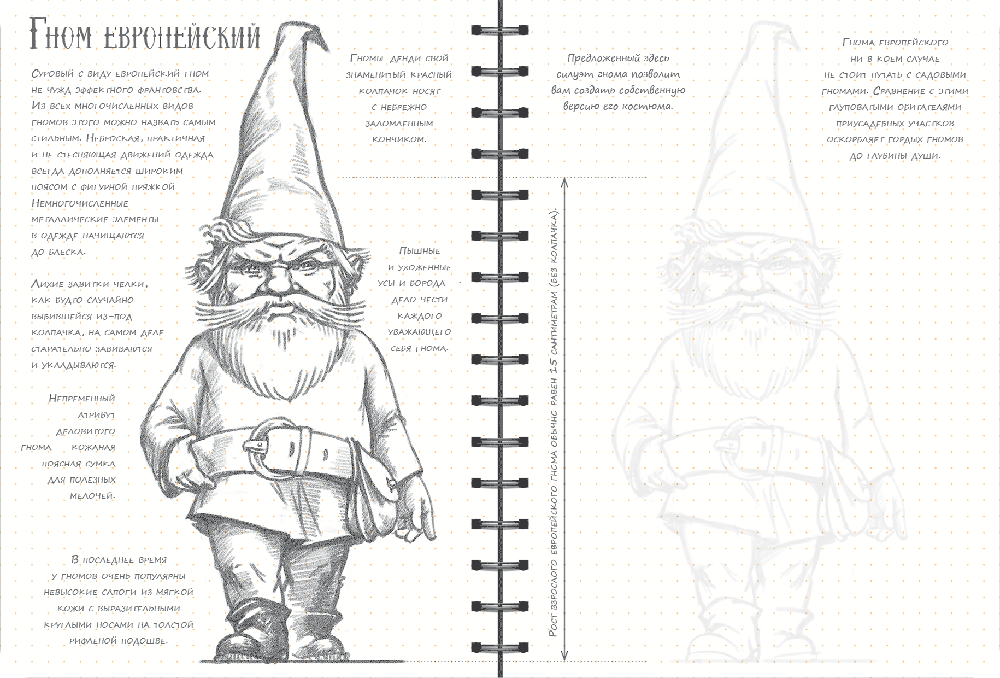 Гном европейский
Суровый с виду европейский гном
не чужд эффектного франтовства.
Из всех многочисленных видов
гномов этого можно назвать самым
стильным. Неброская, практичная
и не стесняющая движений одежда
всегда дополняется широким
поясом с фигурной пряжкой
Немногочисленные
металлические элементы
в одежде начищаются
до блеска.
Лихие завитки челки,
как будто случайно
выбившейся из-под
колпачка, на самом деле
старательно завиваются
и укладываются.
Непременный
атрибут
деловитого
гнома кожаная
поясная сумка
для полезных
мелочей.
В последнее время
у гномов очень популярны
невысокие сапоги из мягкой
кожи с выразительными
круглыми носами на толстой
рифленой подошве.
Гномы денди свой
знаменитый красный
колпачок носят
с небрежно
заломленным
кончиком.
Пышные
и ухоженные
усы и борода
дело чести
каждого
уважающего
себя гнома.
Рост взрослого европейского гнома обычно равен 15 сантиметрам (без колпачка).
Предложенный здесь
силуэт гнома позволит
вам создать собственную
версию его костюма.
Гнома европейского
ни в коем случае
не стоит путать с садовыми
гномами. Сравнение с этими
глуповатыми обитателями
приусадебных участков
оскорбляет гордых гномов
до глубины души.